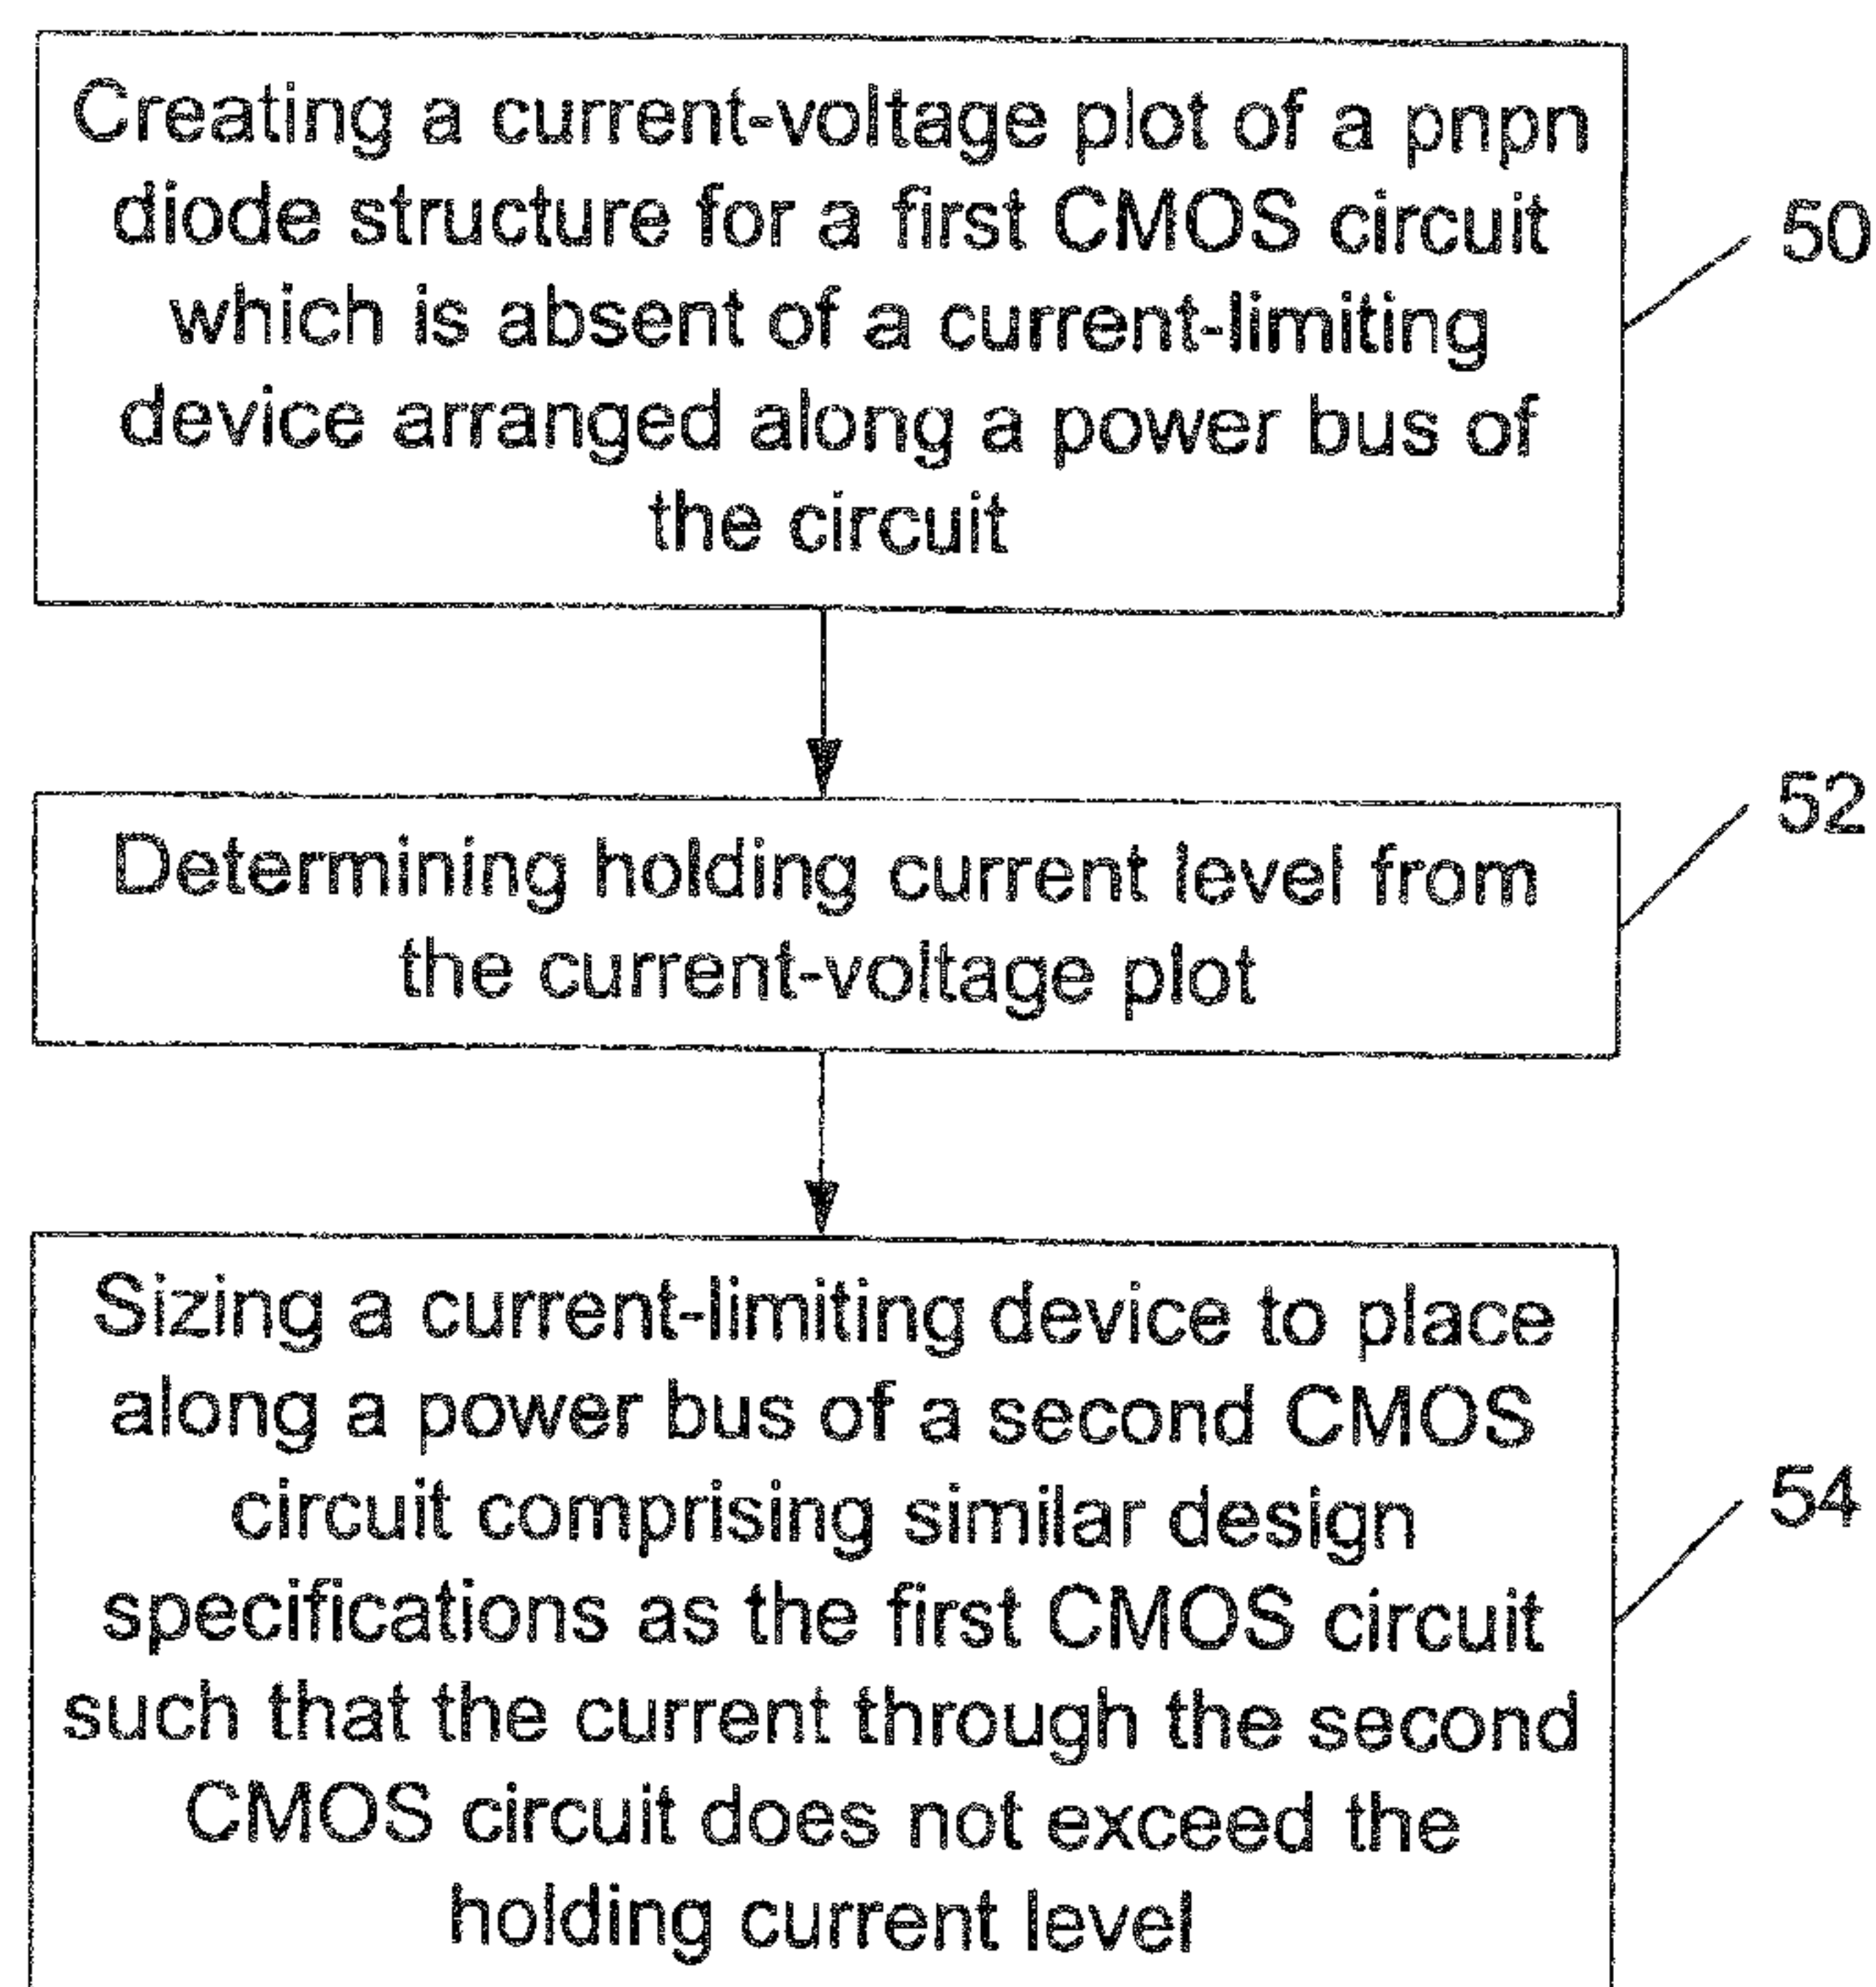 Creating a current-voltage plot of a pnpn
diode structure for a first CMOS circuit
which is absent of a current-limiting
device arranged along a power bus of
the circuit
50
Determining holding current level from
the current-voltage plot
52
Sizing a current-limiting device to place
along a power bus of a second CMOS
circuit comprising similar design
specifications as the first CMOS circuit
such that the current through the second
CMOS circuit does not exceed the
holding current level
54